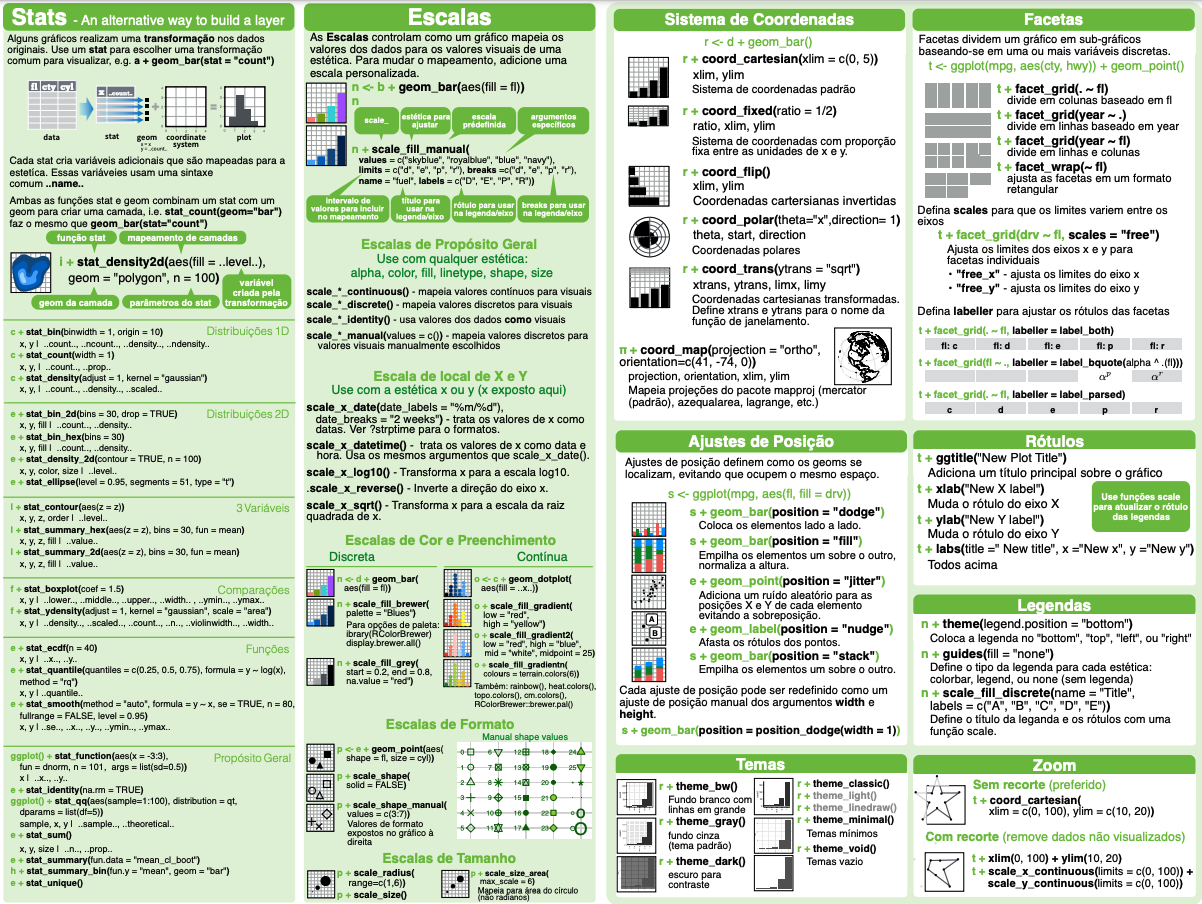 Stats - An alternative way to build a layer
Alguns gráficos realizam uma transformação nos dados
originais. Use um stat para escolher uma transformação
comum para visualizar, e.g. a + geom_bar(stat = "count")
fl cty cyl
x ..count..
data
stat
geom
x = x
y = ..count..
coordinate
system
plot
Cada stat cria variáveis adicionais que são mapeadas para a
estetica. Essas variáveies usam uma sintaxe
comum ..name..
Ambas as funções stat e geom combinam um stat com um
geom para criar uma camada, i.e. stat_count(geom="bar")
faz o mesmo que geom_bar(stat="count")
função stat
mapeamento de camadas
i + stat_density2d(aes(fill = ..level..),
geom = "polygon", n = 100)
geom da camada
parâmetros do stat
variável
criada pela
transformação
Distribuições 1D
c + stat_bin(binwidth = 1, origin = 10)
x, y | ..count.., ..ncount.., ..density.., ..ndensity..
c + stat_count(width = 1)
x, y | ..count.., ..prop..
c + stat_density(adjust = 1, kernel = "gaussian")
x, y | ..count.., ..density.., ..scaled..
Distribuições 2D
e + stat_bin_2d(bins = 30, drop = TRUE)
x, y, fill | ..count.., ..density..
e + stat_bin_hex(bins = 30)
x, y, fill | ..count.., ..density..
e + stat_density_2d(contour = TRUE, n = 100)
x, y, color, size | ..level..
e + stat_ellipse(level = 0.95, segments = 51, type = "t")
3 Variáveis
l + stat_contour(aes(z = z))
x, y, z, order | ..level..
l + stat_summary_hex(aes(z = z), bins = 30, fun = mean)
x, y, z, fill | ..value..
l + stat_summary_2d(aes(z = z), bins = 30, fun = mean)
x, y, z, fill | ..value..
Comparações
f + stat_boxplot(coef = 1.5)
x, y | ..lower.., ..middle.., ..upper.., ..width.. , ..ymin.., ..ymax..
f + stat_ydensity(adjust = 1, kernel = "gaussian", scale = "area")
x, y | ..density.., ..scaled.., ..count.., ..n.., ..violinwidth.., ..width..
Funções
e + stat_ecdf(n = 40)
x, y | ..x.., ..y..
e + stat_quantile(quantiles = c(0.25, 0.5, 0.75), formula = y ~ log(x),
method = "rq")
x, y | ..quantile..
e + stat_smooth(method = "auto", formula = y ~ x, se = TRUE, n = 80,
fullrange = FALSE, level = 0.95)
x, y | ..se.., ..x.., ..y.., ..ymin.., ..ymax..
Propósito Geral
ggplot() + stat_function(aes(x = -3:3),
fun = dnorm, n = 101, args = list(sd=0.5))
x | ..x.., ..y..
e + stat_identity(na.rm = TRUE)
ggplot() + stat_qq(aes(sample=1:100), distribution = qt,
dparams = list(df=5))
sample, x, y | ..sample.., ..theoretical..
e + stat_sum()
x, y, size | ..n.., ..prop..
e + stat_summary(fun.data = "mean_cl_boot")
h + stat_summary_bin(fun.y = "mean", geom = "bar")
e + stat_unique()
Escalas
As Escalas controlam como um gráfico mapeia os
valores dos dados para os valores visuais de uma
estética. Para mudar o mapeamento, adicione uma
escala personalizada.
n <- b + geom_bar(aes(fill = fl))
n
scale_
estética para
ajustar
escala
prédefinida
argumentos
específicos
n + scale_fill_manual(
values = c("skyblue", "royalblue", "blue", "navy"),
limits = c("d", "e", "p", "r"), breaks =c("d", "e", "p", "r"),
name = "fuel", labels = c("D", "E", "P", "R"))
intervalo de
valores para incluir
no mapeamento
título para
usar na
legenda/eixo
rótulo para usar
na legenda/eixo
breaks para usar
na legenda/eixo
Escalas de Propósito Geral
Use com qualquer estética:
alpha, color, fill, linetype, shape, size
scale_*_continuous() - mapeia valores contínuos para visuais
scale_*_discrete() - mapeia valores discretos para visuais
scale_*_identity() - usa valores dos dados como visuais
scale_*_manual(values = c()) - mapeia valores discretos para
valores visuais manualmente escolhidos
Escala de local de X e Y
Use com a estética x ou y (x exposto aqui)
scale_x_date(date_labels = "%m/%d"),
date_breaks = "2 weeks") - trata os valores de x como
datas. Ver ?strptime para o formatos.
scale_x_datetime() - trata os valores de x como data e
hora. Usa os mesmos argumentos que scale_x_date().
scale_x_log10() - Transforma x para a escala log10.
.scale_x_reverse() - Inverte a direção do eixo x.
scale_x_sqrt() - Transforma x para a escala da raiz
quadrada de x.
Escalas de Cor e Preenchimento
Discreta
n <- d + geom_bar(
aes(fill = fl))
n + scale_fill_brewer(
palette = "Blues")
Para opções de paleta:
ibrary(RColorBrewer)
display.brewer.all()
n + scale_fill_grey(
start = 0.2, end = 0.8,
na.value = "red")
Contínua
o <- c + geom_dotplot(
aes(fill = ..x..))
o + scale_fill_gradient(
low = "red",
high = "yellow")
o + scale_fill_gradient2(
low = "red", high = "blue",
mid = "white", midpoint = 25)
o + scale_fill_gradientn(
colours = terrain.colors(6))
Também: rainbow(), heat.colors(),
topo.colors(), cm.colors(),
RColorBrewer::brewer.pal()
Escalas de Formato
p <- e + geom_point(aes(
shape = fl, size = cyl))
p + scale_shape(
solid = FALSE)
p + scale_shape_manual(
values = c(3:7))
Valores de formato
expostos no gráfico à
direita
Manual shape values
0 6 12 18 24
1 7 13 19 25
2 8 14 20 *
3 9 15 21 .
4 10 16 22 o
5 11 17 23 O
Escalas de Tamanho
p + scale_radius(
range=c(1,6))
p + scale_size()
p + scale_size_area(
max_scale = 6)
Mapeia para área do círculo
(não radianos)
Sistema de Coordenadas
r <- d + geom_bar()
r + coord_cartesian(xlim = c(0, 5))
xlim, ylim
Sistema de coordenadas padrão
r + coord_fixed(ratio = 1/2)
ratio, xlim, ylim
Sistema de coordenadas com proporção
fixa entre as unidades de x e y.
r + coord_flip()
xlim, ylim
Coordenadas cartersianas invertidas
r + coord_polar(theta="x",direction= 1)
theta, start, direction
Coordenadas polares
r + coord_trans(ytrans = "sqrt")
xtrans, ytrans, limx, limy
Coordenadas cartesianas transformadas.
Define xtrans e ytrans para o nome da
função de janelamento.
π + coord_map(projection = "ortho",
orientation=c(41, -74, 0))
projection, orientation, xlim, ylim
Mapeia projeções do pacote mapproj (mercator
(padrão), azequalarea, lagrange, etc.)
Ajustes de Posição
Ajustes de posição definem como os geoms se
localizam, evitando que ocupem o mesmo espaço.
s <- ggplot(mpg, aes(fl, fill = drv))
s + geom_bar(position = "dodge")
Coloca os elementos lado a lado.
s + geom_bar(position = "fill")
Empilha os elementos um sobre o outro,
normaliza a altura.
e + geom_point(position = "jitter")
Adiciona um ruído aleatório para as
posições X e Y de cada elemento
evitando a sobreposição.
A
B
e + geom_label(position = "nudge")
Afasta os rótulos dos pontos.
s + geom_bar(position = "stack")
Empilha os elementos um sobre o outro.
Cada ajuste de posição pode ser redefinido como um
ajuste de posição manual dos argumentos width e
height.
s + geom_bar(position = position_dodge(width = 1))
Temas
r + theme_bw()
Fundo branco com
linhas em grande
r + theme_gray()
fundo cinza
(tema padrão)
r + theme_dark()
escuro para
contraste
r + theme_classic()
r + theme_light()
r + theme_linedraw()
r + theme_minimal()
Temas mínimos
r + theme_void()
Temas vazio
Facetas
Facetas dividem um gráfico em sub-gráficos
baseando-se em uma ou mais variáveis discretas.
t <- ggplot(mpg, aes(cty, hwy)) + geom_point()
t + facet_grid(. ~ fl)
divide em colunas baseado em fl
t + facet_grid(year ~ .)
divide em linhas baseado em year
t + facet_grid(year ~ fl)
divide em linhas e colunas
t + facet_wrap(~ fl)
ajusta as facetas em um formato
retangular
Defina scales para que os limites variem entre os
eixos
t + facet_grid(drv ~ fl, scales = "free")
Ajusta os limites dos eixos x e y para
facetas individuais
• "free_x" - ajusta os limites do eixo x
• "free_y" - ajusta os limites do eixo y
Defina labeller para ajustar os rótulos das facetas
t + facet_grid(. ~ fl, labeller = label_both)
fl: c fl: d fl: e fl: p fl: r
t + facet_grid(fl ~ ., labeller = label_bquote(alpha ^ .(fl)))
α^p α^r
t + facet_grid(. ~ fl, labeller = label_parsed)
c d e p r
Rótulos
t + ggtitle("New Plot Title")
Adiciona um título principal sobre o gráfico
t + xlab("New X label")
Muda o rótulo do eixo X
t + ylab("New Y label")
Muda o rótulo do eixo Y
t + labs(title =" New title", x ="New x", y ="New y")
Todos acima
Use funções scale
para atualizar o rótulo
das legendas
Legendas
n + theme(legend.position = "bottom")
Coloca a legenda no "bottom", "top", "left", ou "right"
n + guides(fill = "none")
Define o tipo da legenda para cada estética:
colorbar, legend, ou none (sem legenda)
n + scale_fill_discrete(name = "Title",
labels = c("A", "B", "C", "D", "E"))
Define o título da leganda e os rótulos com uma
função.
Zoom
Sem recorte (preferido)
t + coord_cartesian(
xlim = c(0, 100), ylim = c(10, 20))
Com recorte (remove dados não visualizados)
t + xlim(0, 100) + ylim(10, 20)
t + scale_x_continuous(limits = c(0, 100)) +
scale_y_continuous(limits = c(0, 100))